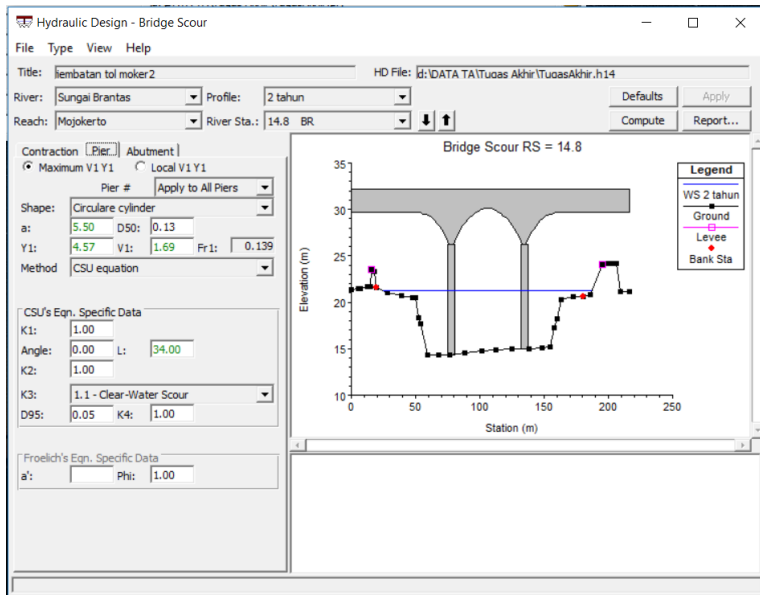 Hydraulic Design - Bridge Scour
File Type View Help
Title: jembatan tol moker2 HD File: d:\DATA TA\Tugas Akhir\TugasAkhir.h14
River: Sungai Brantas Profile: 2 tahun Defaults Apply
Reach: Mojokerto River Sta.: 14.8 BR Compute Report...
Contraction Pier Abutment
Maximum V1 Y1 Local V1 Y1
Pier # Apply to All Piers
Shape: Circulare cylinder
a: 5.50 D50: 0.13
Y1: 4.57 V1: 1.69 Fr1: 0.139
Method CSU equation
CSU's Eqn. Specific Data
K1: 1.00
Angle: 0.00 L: 34.00
K2: 1.00
K3: 1.1 - Clear-Water Scour
D95: 0.05 K4: 1.00
Froelich's Eqn. Specific Data
a': Phi: 1.00
Bridge Scour RS = 14.8
Elevation (m)
35
30
25
20
15
10
0 50 100 150 200 250
Station (m)
Legend
WS 2 tahun
Ground
Levee
Bank Sta